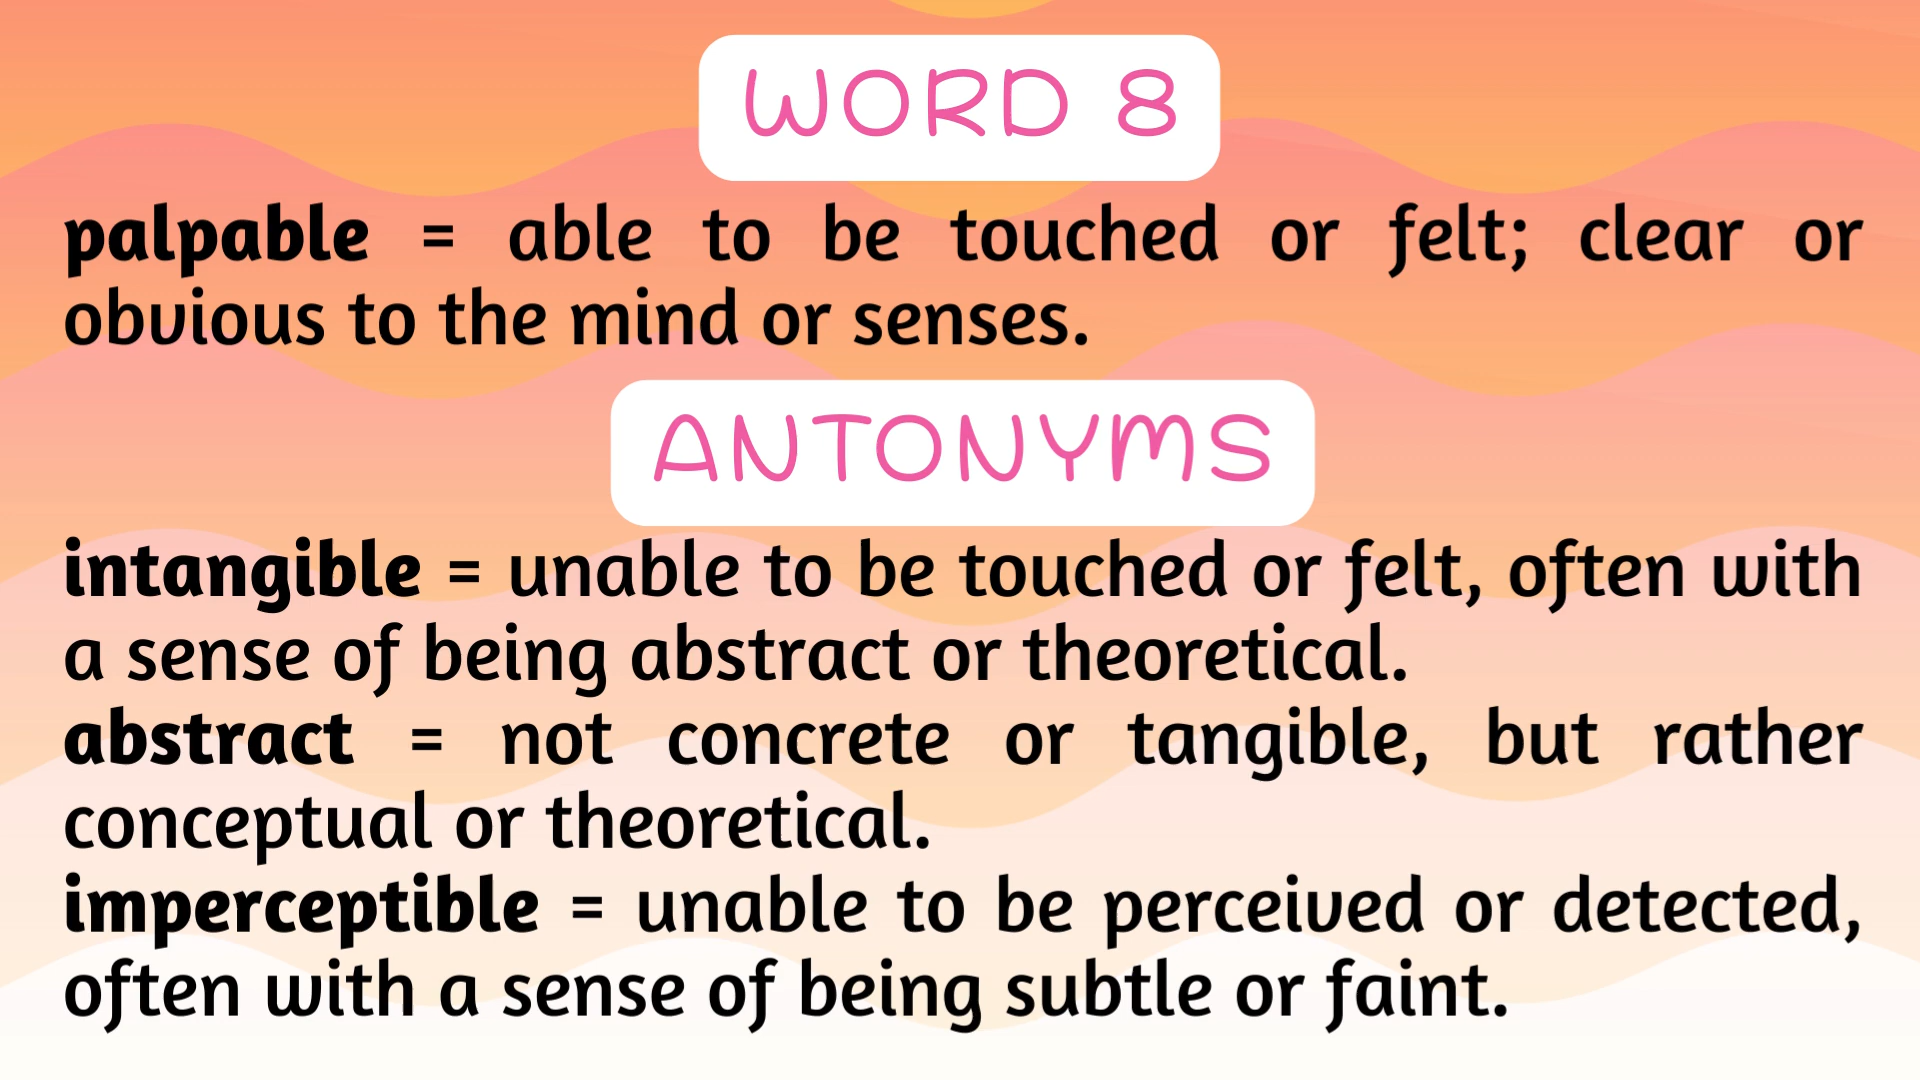 WORD 8
palpable = able to be touched or felt; clear or
obvious to the mind or senses.
ANTONYMS
intangible = unable to be touched or felt, often with
a sense of being abstract or theoretical.
abstract = not concrete or tangible, but rather
conceptual or theoretical.
imperceptible = unable to be perceived or detected,
often with a sense of being subtle or faint.